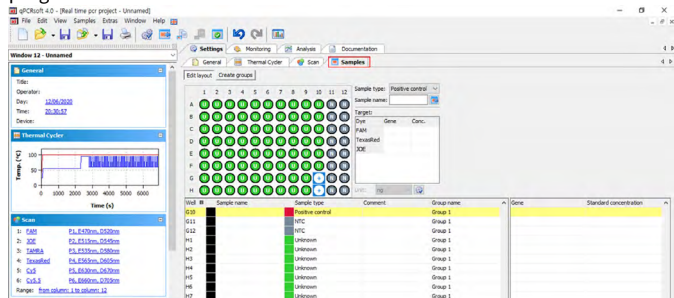 qPCRsoft 4.0 - [Real time pcr project - Unnamed]
File Edit View Samples Extras Window Help
Window 12 - Unnamed
Settings Monitoring Analysis Documentation
General Thermal Cycler Scan Samples
General
Title:
Operator:
Day: 12/06/2020
Time: 20:30:57
Device:
Thermal Cycler
Temp. (°C)
100
50
0
0 1000 2000 3000 4000 5000 6000
Time (s)
Scan
1: FAM P1, E470nm, D520nm
2: JOE P2, E515nm, D545nm
3: TAMRA P3, E535nm, D580nm
4: TexasRed P4, E565nm, D605nm
5: Cy5 P5, E630nm, D670nm
6: Cy5.5 P6, E660nm, D705nm
Range: from column: 1 to column: 12
Edit layout Create groups
1 2 3 4 5 6 7 8 9 10 11 12
A U U U U U U U U U U N N
B U U U U U U U U U U N N
C U U U U U U U U U U N N
D U U U U U U U U U U N N
E U U U U U U U U U U N N
F U U U U U U U U U U N N
G U U U U U U U U U + N N
H U U U U U U U U U + N N
Sample type: Positive control
Sample name:
Target:
Dye Gene Conc.
FAM
TexasRed
JOE
Unit: ng
Well Sample name Sample type Comment Group name Gene Standard concentration
G10 Positive control Group 1
G11 NTC Group 1
G12 NTC Group 1
H1 Unknown Group 1
H2 Unknown Group 1
H3 Unknown Group 1
H4 Unknown Group 1
H5 Unknown Group 1
H6 Unknown Group 1
H7 Unknown Group 1